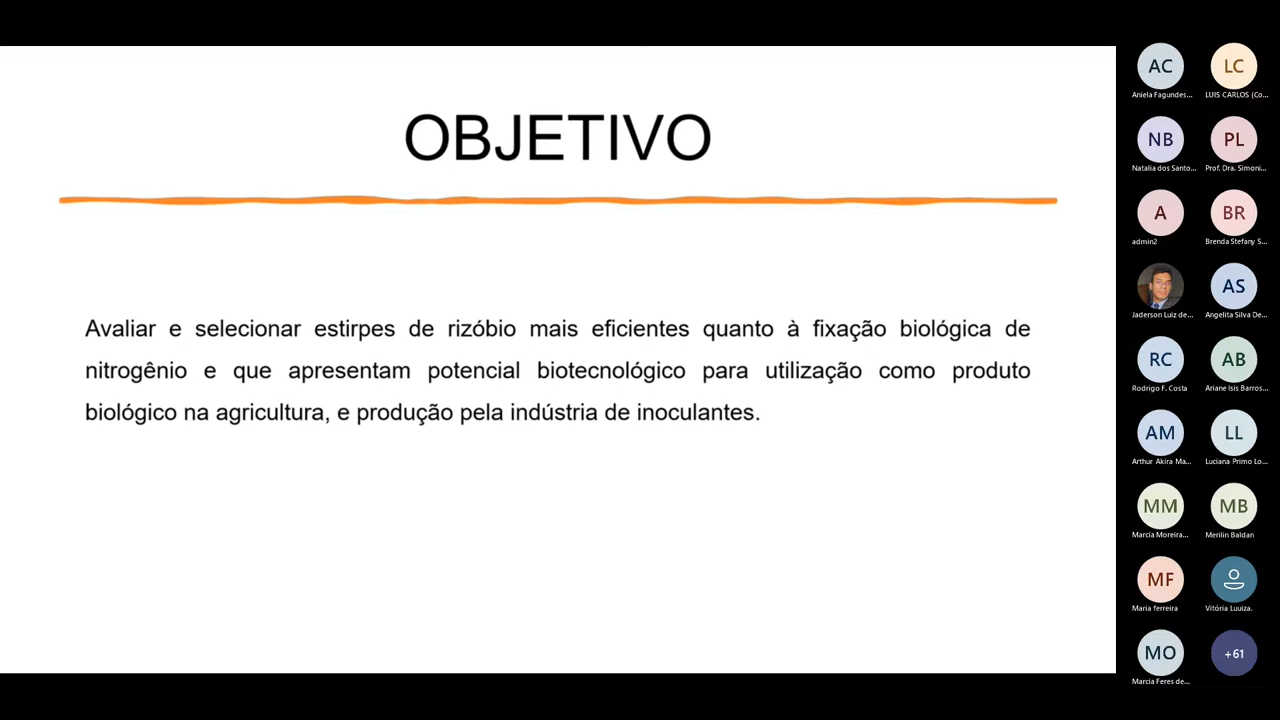 OBJETIVO
Avaliar e selecionar estirpes de rizóbio mais eficientes quanto à fixação biológica de
nitrogênio e que apresentam potencial biotecnológico para utilização como produto
biológico na agricultura, e produção pela indústria de inoculantes.
AC LC
Aniela Fagundes... LUIS CARLOS (Co...
NB PL
Natalia dos Santo... Prof. Dra. Simoni...
A BR
admin2 Brenda Stefany S...
AS
Jaderson Luiz de... Angelita Silva De...
RC AB
Rodrigo F. Costa Ariane Isis Barros...
AM LL
Arthur Akira Ma... Luciana Primo Lo...
MM MB
Marcia Moreira... Merilin Baldan
MF
Maria ferreira Vitória Luuiza.
MO +61
Marcia Feres de...